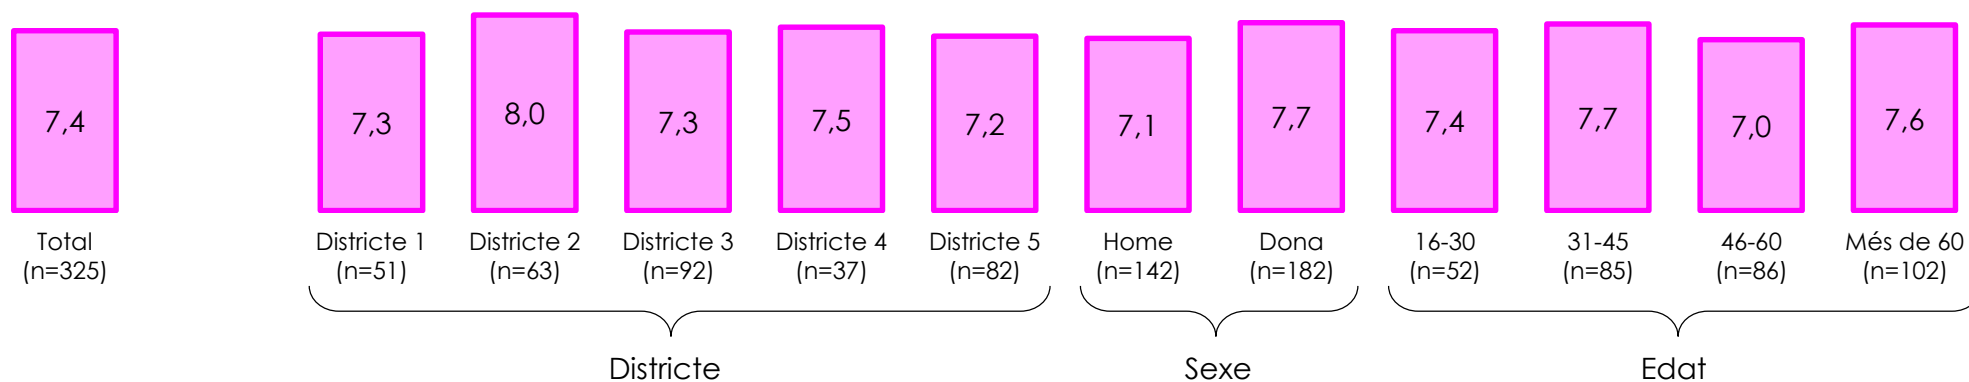 7,4
7,3
8,0
7,3
7,5
7,2
7,1
7,7
7,4
7,7
7,0
7,6
Total
(n=325)
Districte 1
(n=51)
Districte 2
(n=63)
Districte 3
(n=92)
Districte 4
(n=37)
Districte 5
(n=82)
Home
(n=142)
Dona
(n=182)
16-30
(n=52)
31-45
(n=85)
46-60
(n=86)
Més de 60
(n=102)
Districte
Sexe
Edat